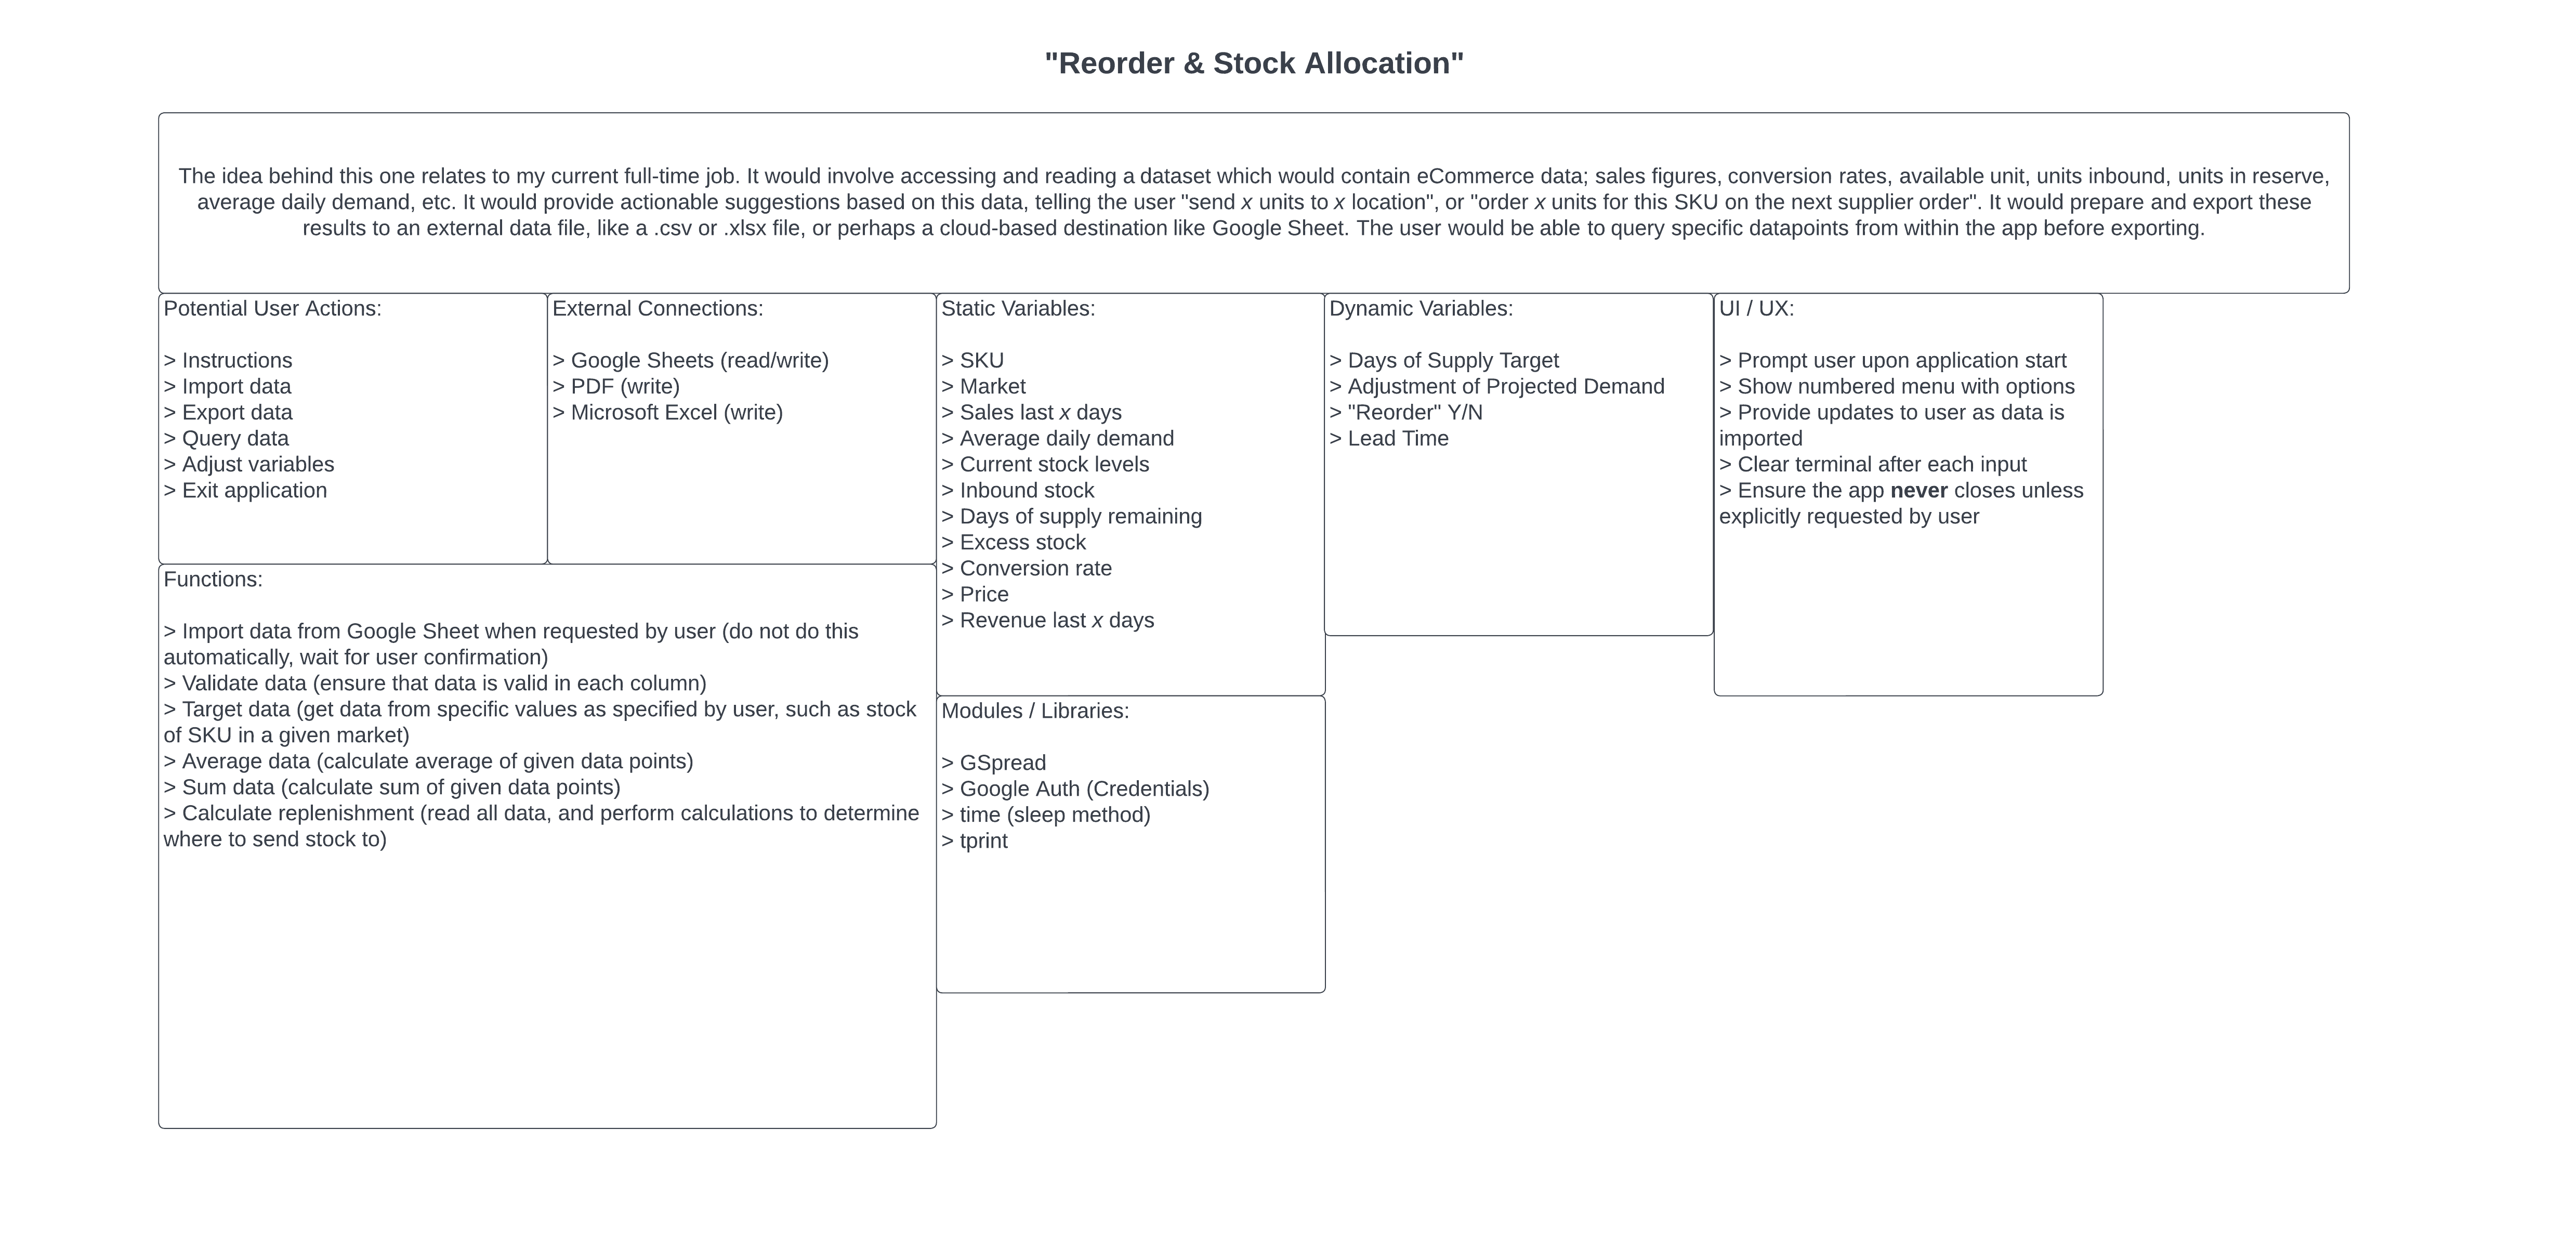 "Reorder & Stock Allocation"
The idea behind this one relates to my current full-time job. It would involve accessing and reading a dataset which would contain eCommerce data; sales figures, conversion rates, available unit, units inbound, units in reserve,
average daily demand, etc. It would provide actionable suggestions based on this data, telling the user "send x units to x location", or "order x units for this SKU on the next supplier order". It would prepare and export these
results to an external data file, like a .csv or .xlsx file, or perhaps a cloud-based destination like Google Sheet. The user would be able to query specific datapoints from within the app before exporting.
Potential User Actions:
> Instructions
> Import data
> Export data
> Query data
> Adjust variables
> Exit application
External Connections:
> Google Sheets (read/write)
> PDF (write)
> Microsoft Excel (write)
Static Variables:
> SKU
> Market
> Sales last x days
> Average daily demand
> Current stock levels
> Inbound stock
> Days of supply remaining
> Excess stock
> Conversion rate
> Price
> Revenue last x days
Dynamic Variables:
> Days of Supply Target
> Adjustment of Projected Demand
> "Reorder" Y/N
> Lead Time
UI / UX:
> Prompt user upon application start
> Show numbered menu with options
> Provide updates to user as data is
imported
> Clear terminal after each input
> Ensure the app never closes unless
explicitly requested by user
Functions:
> Import data from Google Sheet when requested by user (do not do this
automatically, wait for user confirmation)
> Validate data (ensure that data is valid in each column)
> Target data (get data from specific values as specified by user, such as stock
of SKU in a given market)
> Average data (calculate average of given data points)
> Sum data (calculate sum of given data points)
> Calculate replenishment (read all data, and perform calculations to determine
where to send stock to)
Modules / Libraries:
> GSpread
> Google Auth (Credentials)
> time (sleep method)
> tprint